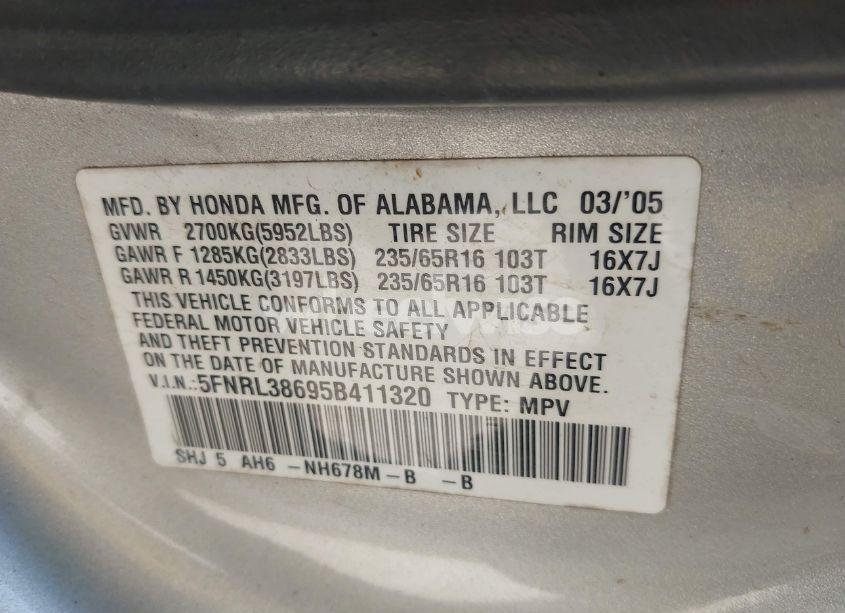 MFD. BY HONDA MFG. OF ALABAMA, LLC 03/'05
GVWR 2700KG(5952LBS) TIRE SIZE RIM SIZE
GAWR F 1285KG(2833LBS) 235/65R16 103T 16X7J
GAWR R 1450KG(3197LBS) 235/65R16 103T 16X7J
THIS VEHICLE CONFORMS TO ALL APPLICABLE
FEDERAL MOTOR VEHICLE SAFETY
AND THEFT PREVENTION STANDARDS IN EFFECT
ON THE DATE OF MANUFACTURE SHOWN ABOVE.
V.I.N.:5FNRL38695B411320 TYPE: MPV
SHJ 5 AH6 -NH678M-B -B